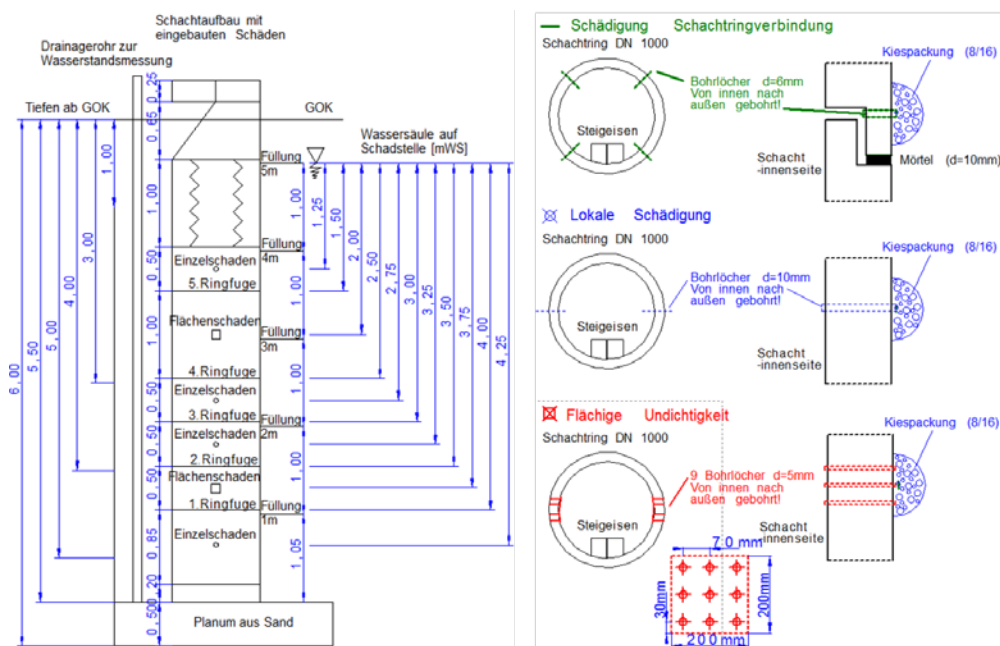 Schachtaufbau mit
eingebauten Schäden
Drainagerohr zur
Wasserstandsmessung
Tiefen ab GOK
GOK
Wassersäule auf
Schadstelle [mWS]
0,25
0,65
1,00
0,50
1,00
0,50
0,50
0,50
0,85
0,20
0,500
1,00
3,00
4,00
5,00
5,50
6,00
Füllung
5m
Füllung
4m
Einzelschaden
5.Ringfuge
Flächenschaden
Füllung
3m
4.Ringfuge
Einzelschaden
3.Ringfuge
Füllung
2m
Einzelschaden
2.Ringfuge
Flächenschaden
1.Ringfuge
Füllung
1m
Einzelschaden
Planum aus Sand
1,00
1,00
1,00
1,00
1,05
1,25
1,50
2,00
2,50
2,75
3,00
3,25
3,50
3,75
4,00
4,25
Schädigung Schachtringverbindung
Schachtring DN 1000
Steigeisen
Bohrlöcher d=6mm
Von innen nach
außen gebohrt!
Kiespackung (8/16)
Schacht
-innenseite
Mörtel (d=10mm)
Lokale Schädigung
Schachtring DN 1000
Steigeisen
Bohrlöcher d=10mm
Von innen nach
außen gebohrt!
Kiespackung (8/16)
Schacht
-innenseite
Flächige Undichtigkeit
Schachtring DN 1000
Steigeisen
9 Bohrlöcher d=5mm
Von innen nach
außen gebohrt!
Kiespackung (8/16)
Schacht
-innenseite
70 mm
30mm
200mm
200mm